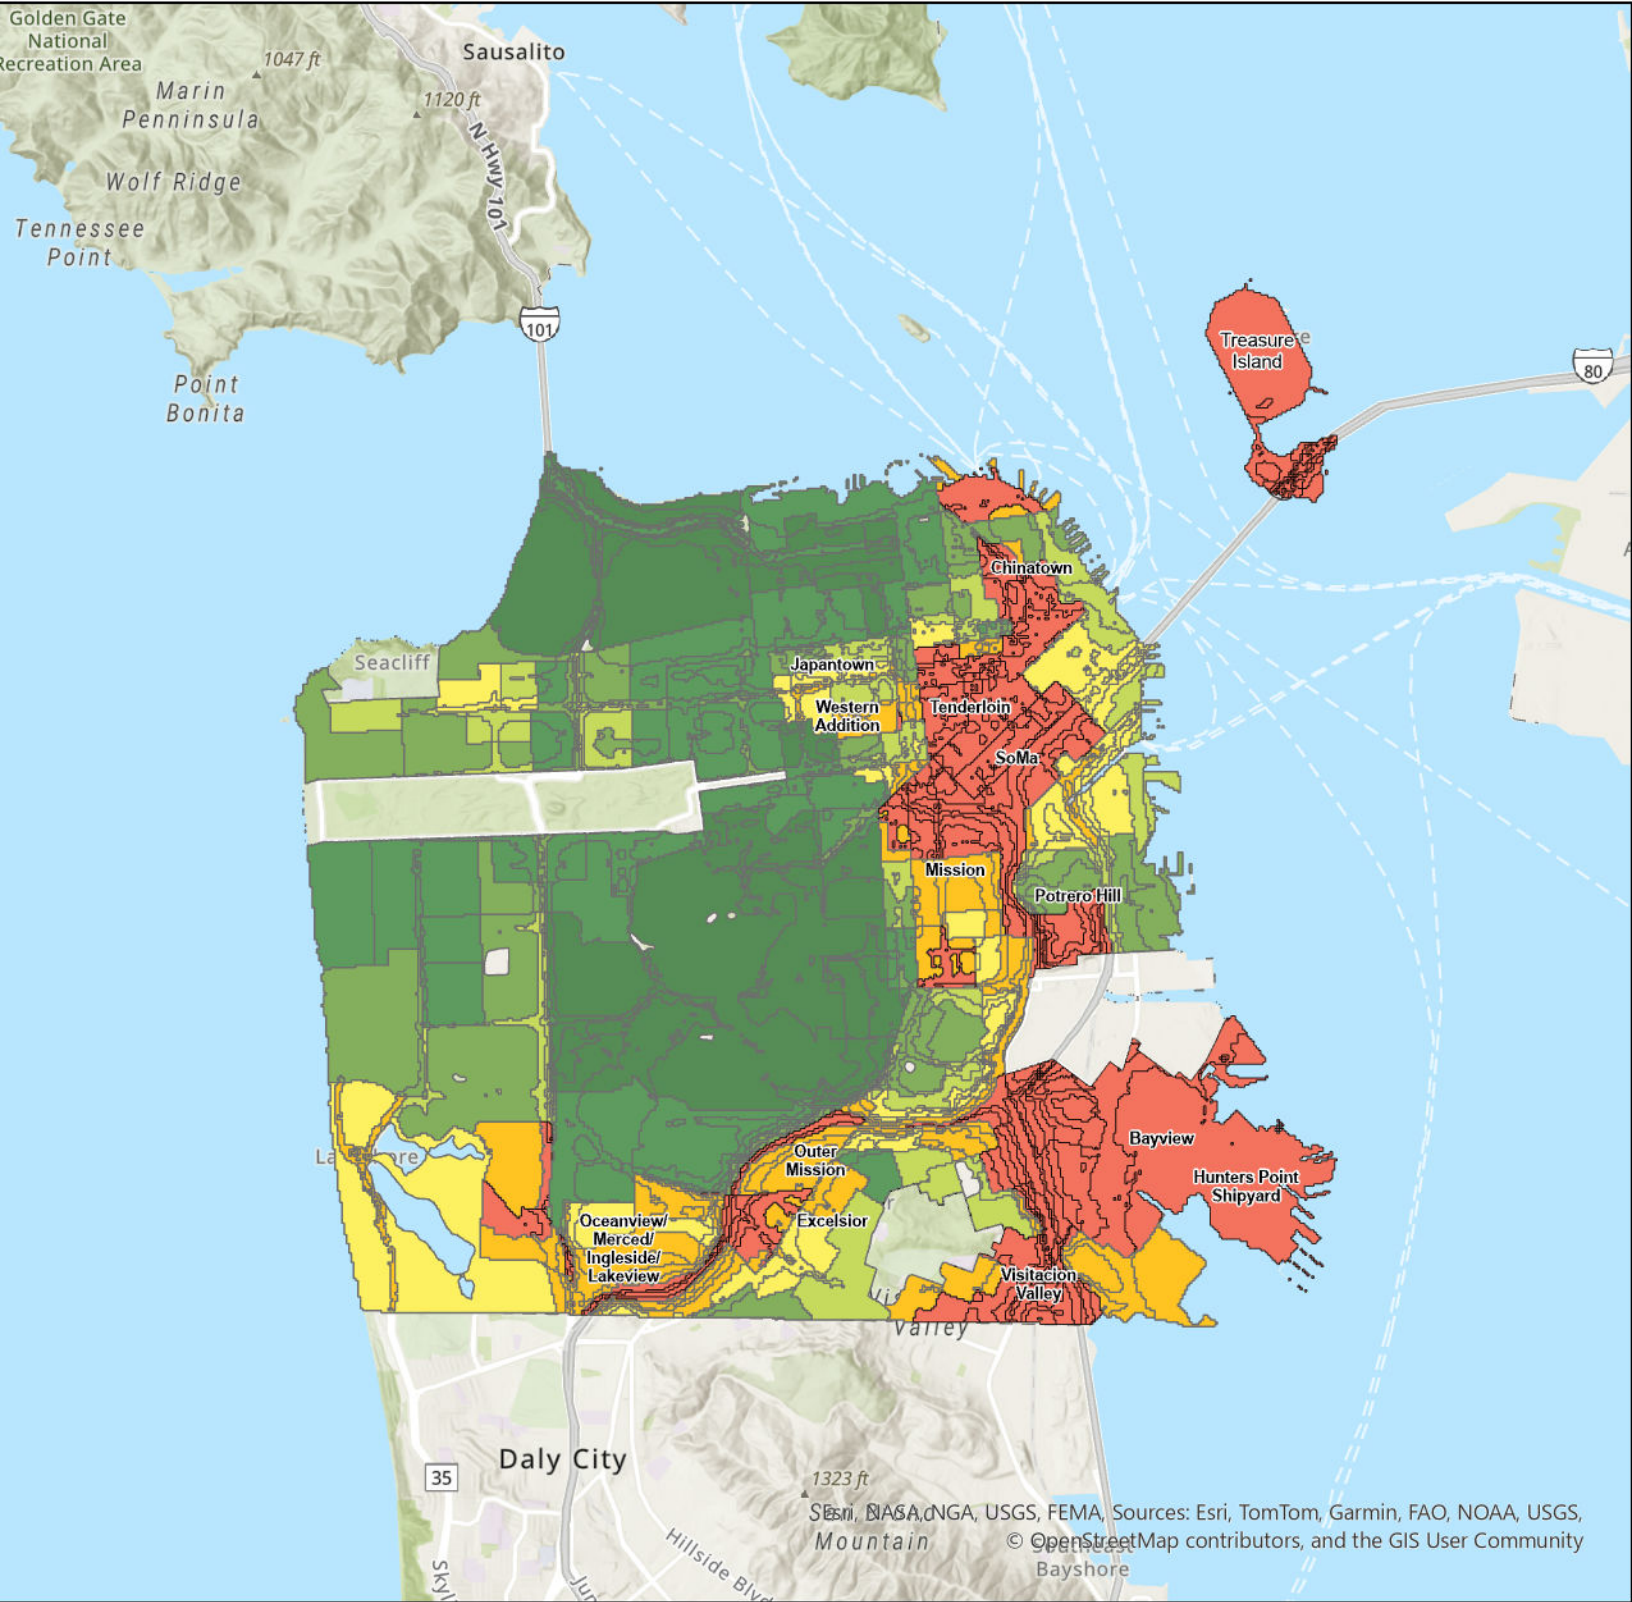 Golden Gate
National
Recreation Area
1047 ft
Sausalito
Marin
Penninsula
1120 ft
N Hwy 101
Wolf Ridge
Tennessee
Point
101
Point
Bonita
Treasure
Island
80
Chinatown
Seacliff
Japantown
Western
Addition
Tenderloin
SoMa
Mission
Potrero Hill
Bayview
Outer
Mission
Hunters Point
Shipyard
Oceanview/
Merced/
Ingleside/
Lakeview
Excelsior
Visitacion
Valley
Valley
Daly City
35
1323 ft
Mountain
Esri, NASA, NGA, USGS, FEMA, Sources: Esri, TomTom, Garmin, FAO, NOAA, USGS,
© OpenStreetMap contributors, and the GIS User Community
Bayshore
Hillside Blvd
Skyl
Jun